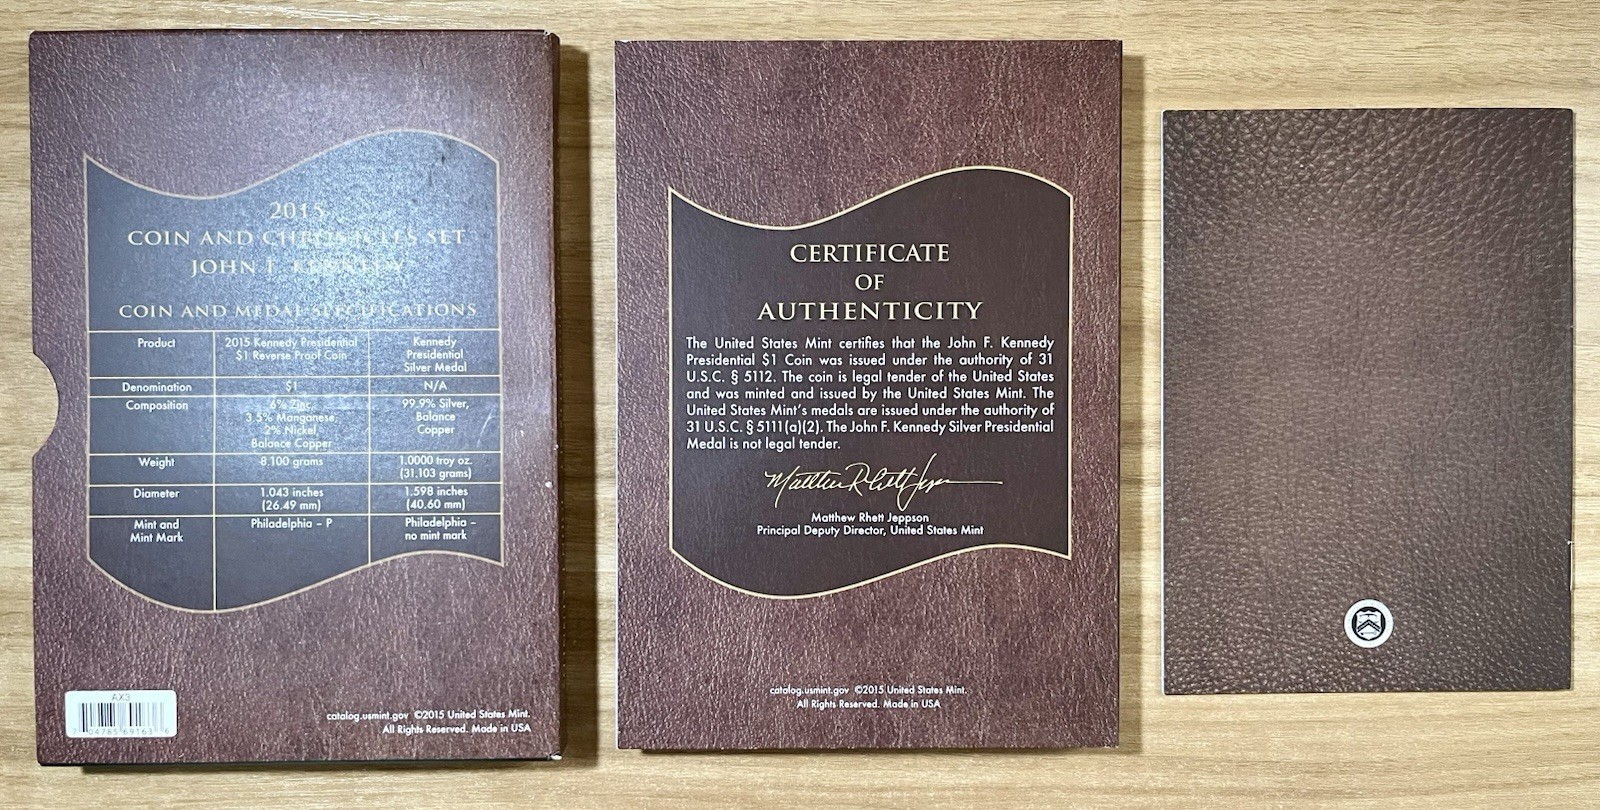 2015
COIN AND CHRONICLES SET
JOHN F. KENNEDY
COIN AND MEDAL SPECIFICATIONS
Product 2015 Kennedy Presidential $1 Reverse Proof Coin Kennedy Presidential Silver Medal
Denomination $1 N/A
Composition 6% Zinc, 3.5% Manganese, 2% Nickel, Balance Copper 99.9% Silver, Balance Copper
Weight 8.100 grams 1.0000 troy oz. (31.103 grams)
Diameter 1.043 inches (26.49 mm) 1.598 inches (40.60 mm)
Mint and Mint Mark Philadelphia – P Philadelphia – no mint mark
AX3
7 04785 69163 6
catalog.usmint.gov ©2015 United States Mint.
All Rights Reserved. Made in USA
CERTIFICATE
OF
AUTHENTICITY
The United States Mint certifies that the John F. Kennedy
Presidential $1 Coin was issued under the authority of 31
U.S.C. § 5112. The coin is legal tender of the United States
and was minted and issued by the United States Mint. The
United States Mint's medals are issued under the authority of
31 U.S.C. § 5111(a)(2). The John F. Kennedy Silver Presidential
Medal is not legal tender.
Matthew Rhett Jeppson
Matthew Rhett Jeppson
Principal Deputy Director, United States Mint
catalog.usmint.gov ©2015 United States Mint.
All Rights Reserved. Made in USA